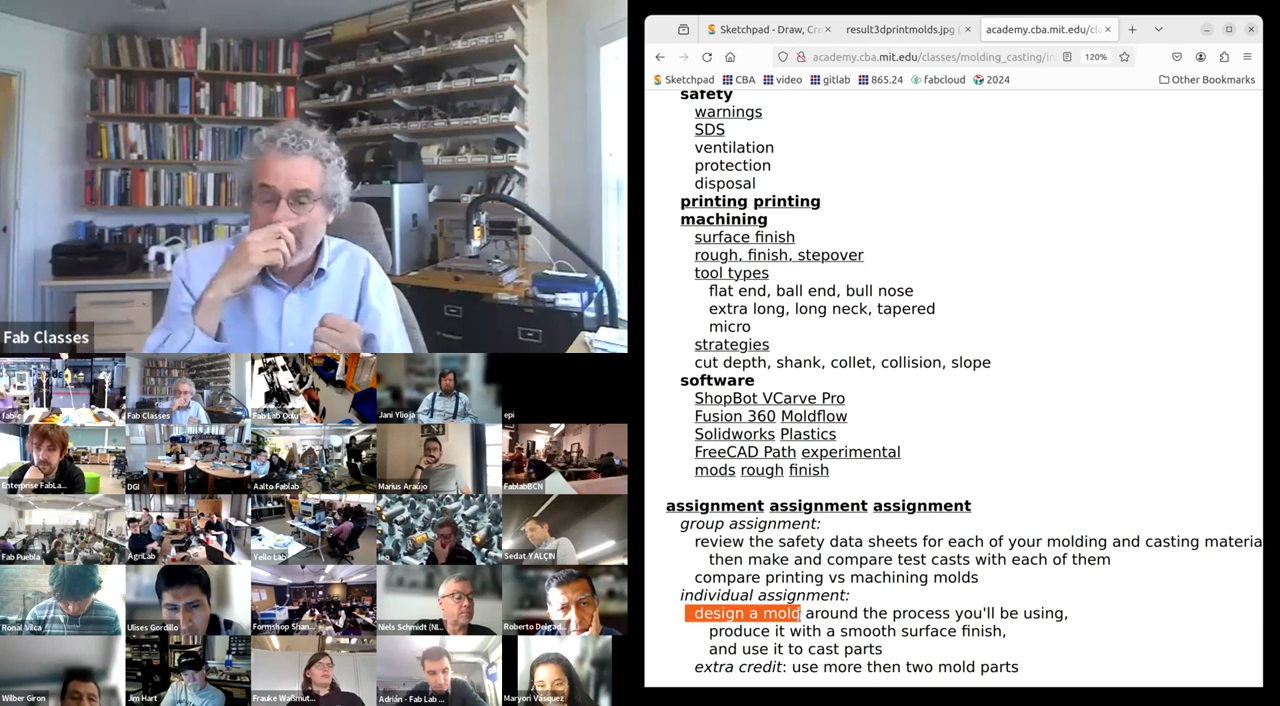 Fab Classes
fab-c
Fab Classes
Fab Lab Oulu
Jani Ylioja
epi
Enterprise FabLa...
DGI
Aalto Fablab
Marius Araújo
FablabBCN
Fab Puebla
AgriLab
Yello Lab
leo
Sedat YALÇIN
Ronal Vilca
Ulises Gordillo
Formshop Shan...
Niels Schmidt (NI...
Roberto Delgad...
Wilber Giron
Jim Hart
Frauke Waßmut...
Adrián - Fab Lab ...
Maryori Vásquez
Sketchpad - Draw, Cre
result3dprintmolds.jpg (
academy.cba.mit.edu/cl
academy.cba.mit.edu/classes/molding_casting/in
120%
Sketchpad CBA video gitlab 865.24 fabcloud 2024 Other Bookmarks
safety
warnings
SDS
ventilation
protection
disposal
printing printing
machining
surface finish
rough, finish, stepover
tool types
flat end, ball end, bull nose
extra long, long neck, tapered
micro
strategies
cut depth, shank, collet, collision, slope
software
ShopBot VCarve Pro
Fusion 360 Moldflow
Solidworks Plastics
FreeCAD Path experimental
mods rough finish
assignment assignment assignment
group assignment:
review the safety data sheets for each of your molding and casting materia
then make and compare test casts with each of them
compare printing vs machining molds
individual assignment:
design a mold around the process you'll be using,
produce it with a smooth surface finish,
and use it to cast parts
extra credit: use more then two mold parts